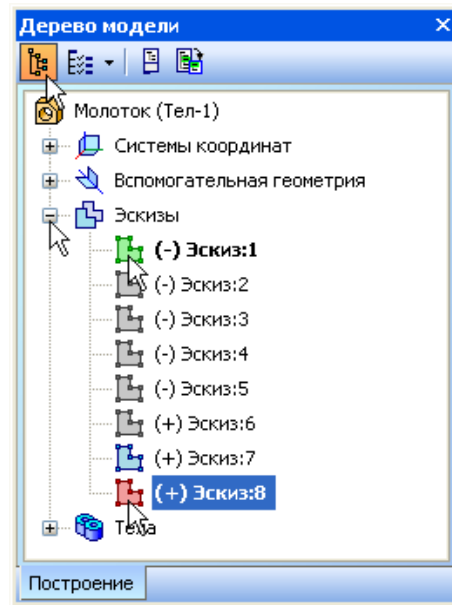 Дерево модели
Молоток (Тел-1)
Системы координат
Вспомогательная геометрия
Эскизы
(-) Эскиз:1
(-) Эскиз:2
(-) Эскиз:3
(-) Эскиз:4
(-) Эскиз:5
(+) Эскиз:6
(+) Эскиз:7
(+) Эскиз:8
Тела
Построение